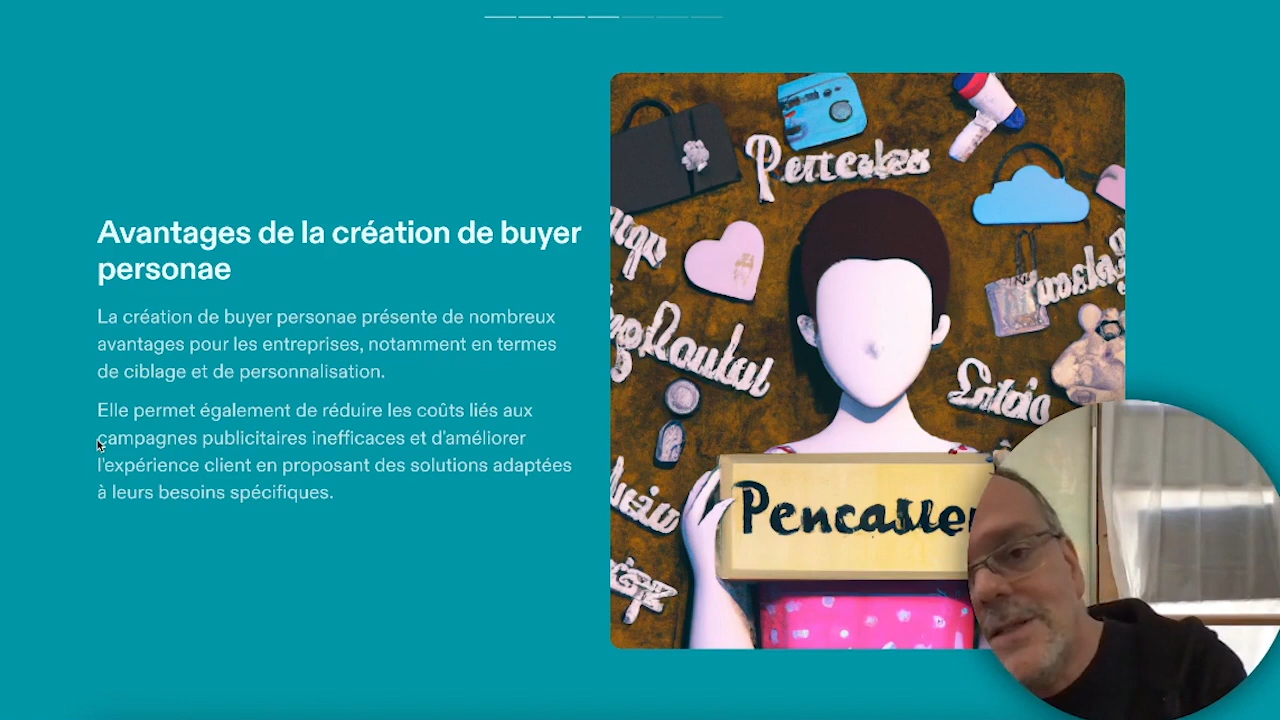 Avantages de la création de buyer
personae
La création de buyer personae présente de nombreux
avantages pour les entreprises, notamment en termes
de ciblage et de personnalisation.
Elle permet également de réduire les coûts liés aux
campagnes publicitaires inefficaces et d'améliorer
l'expérience client en proposant des solutions adaptées
à leurs besoins spécifiques.